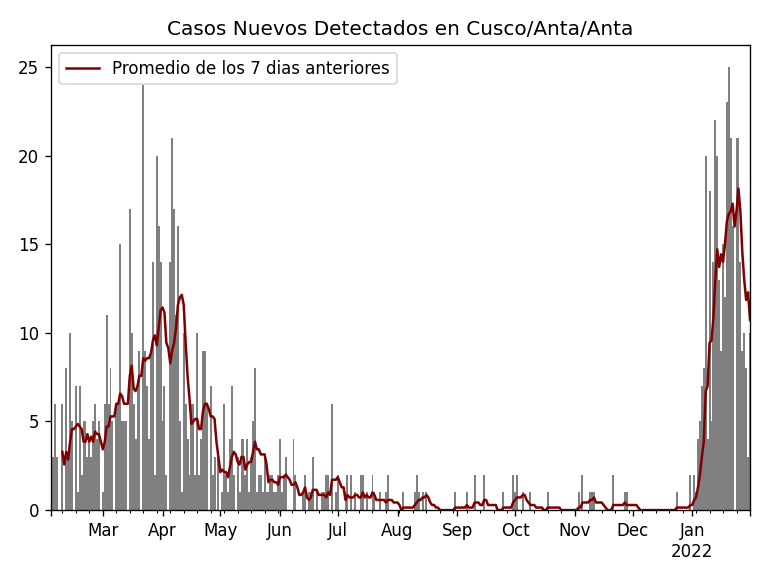 Casos Nuevos Detectados en Cusco/Anta/Anta
Promedio de los 7 dias anteriores
25
20
15
10
5
0
Mar Apr May Jun Jul Aug Sep Oct Nov Dec Jan
2022